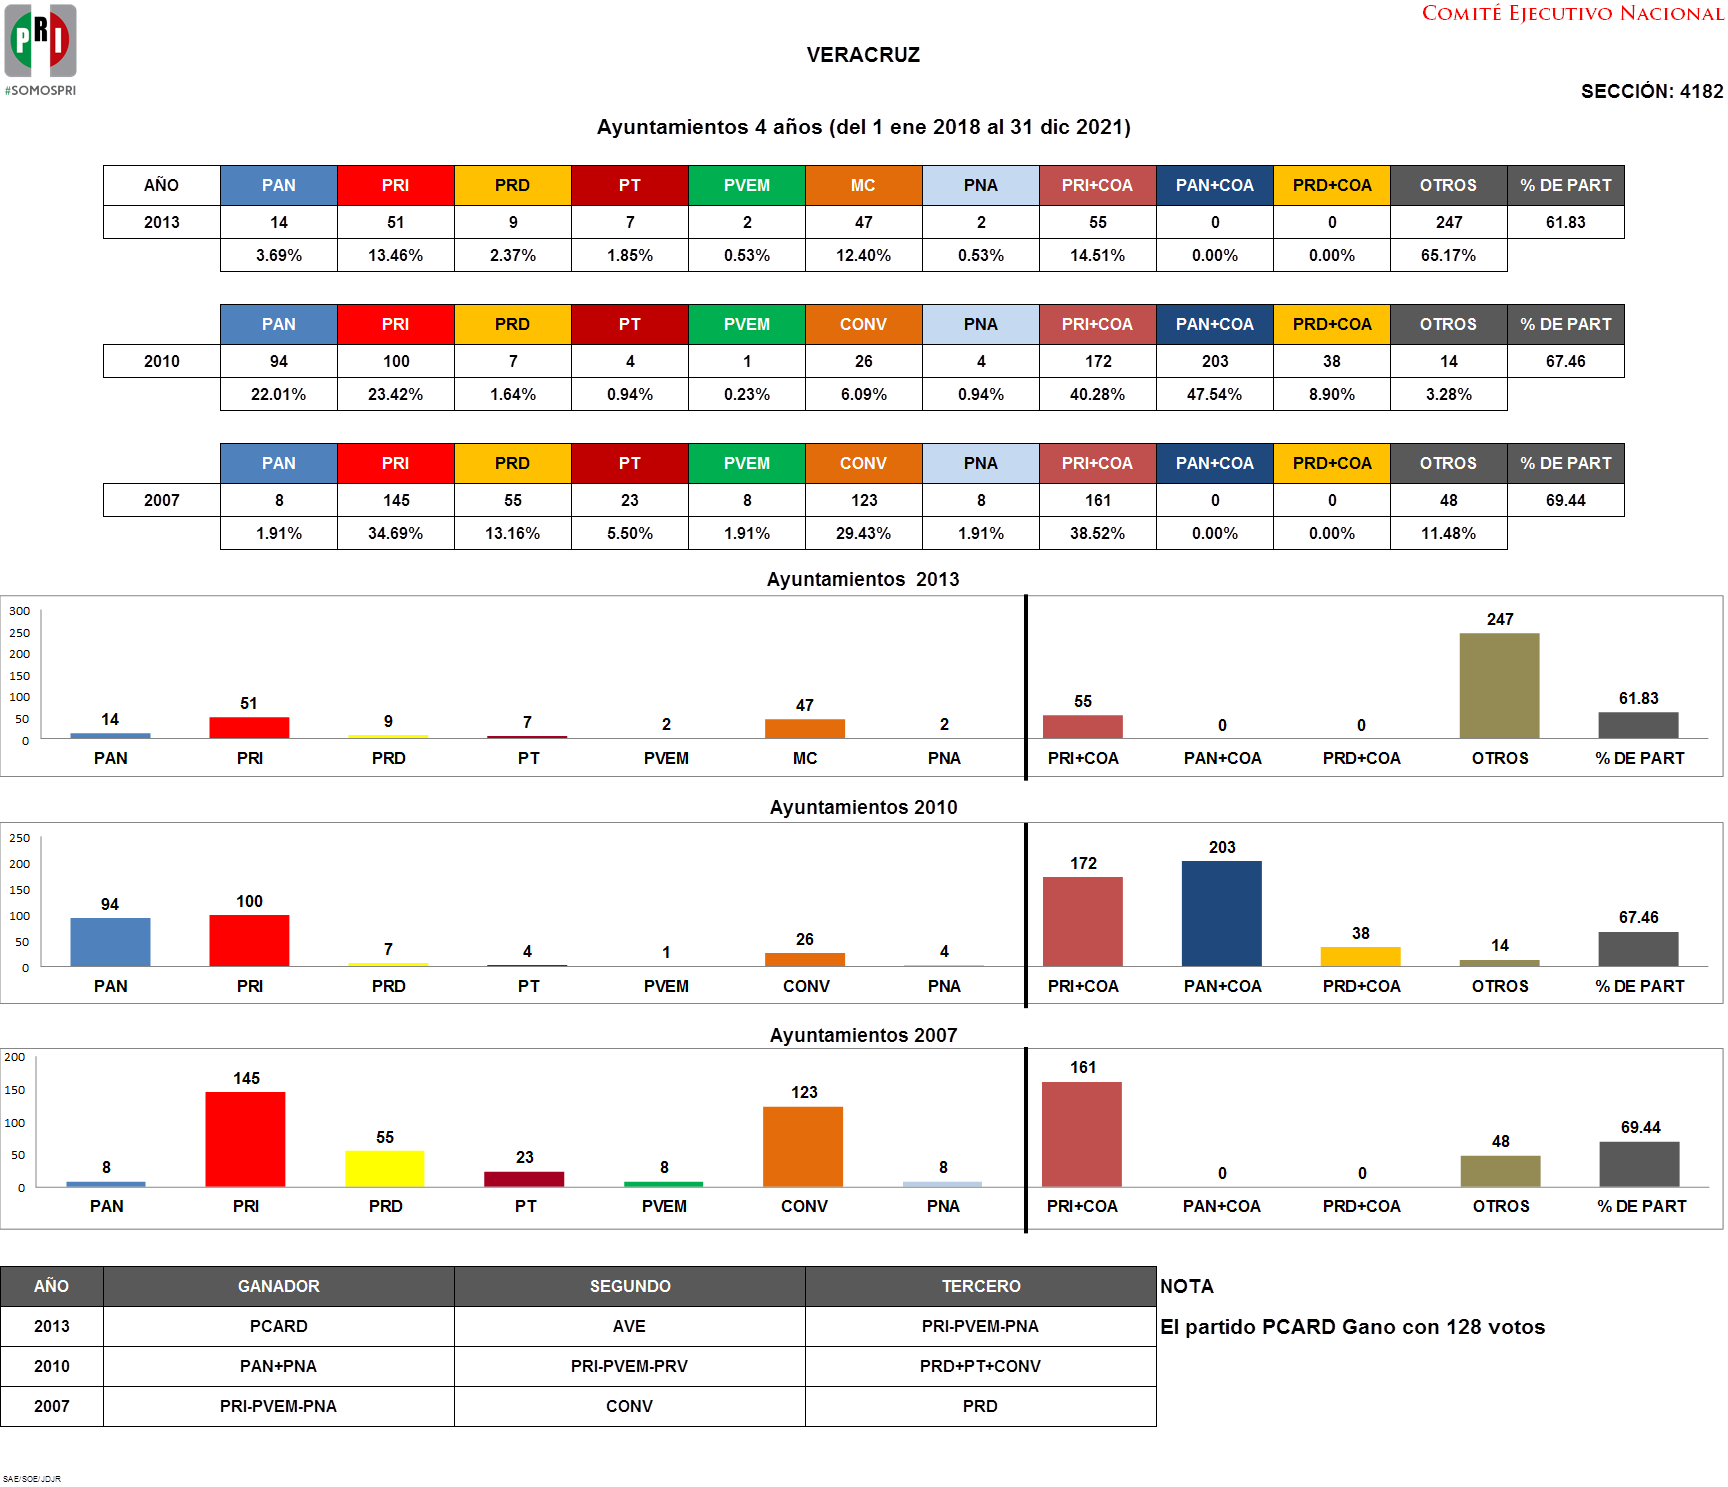 COMITÉ EJECUTIVO NACIONAL
PRI
#SOMOSPRI
VERACRUZ
SECCIÓN: 4182
Ayuntamientos 4 años (del 1 ene 2018 al 31 dic 2021)
AÑO PAN PRI PRD PT PVEM MC PNA PRI+COA PAN+COA PRD+COA OTROS % DE PART
2013 14 51 9 7 2 47 2 55 0 0 247 61.83
3.69% 13.46% 2.37% 1.85% 0.53% 12.40% 0.53% 14.51% 0.00% 0.00% 65.17%
PAN PRI PRD PT PVEM CONV PNA PRI+COA PAN+COA PRD+COA OTROS % DE PART
2010 94 100 7 4 1 26 4 172 203 38 14 67.46
22.01% 23.42% 1.64% 0.94% 0.23% 6.09% 0.94% 40.28% 47.54% 8.90% 3.28%
PAN PRI PRD PT PVEM CONV PNA PRI+COA PAN+COA PRD+COA OTROS % DE PART
2007 8 145 55 23 8 123 8 161 0 0 48 69.44
1.91% 34.69% 13.16% 5.50% 1.91% 29.43% 1.91% 38.52% 0.00% 0.00% 11.48%
Ayuntamientos 2013
300
250
200
150
100
50
0
14 51 9 7 2 47 2 55 0 0 247 61.83
PAN PRI PRD PT PVEM MC PNA PRI+COA PAN+COA PRD+COA OTROS % DE PART
Ayuntamientos 2010
250
200
150
100
50
0
94 100 7 4 1 26 4 172 203 38 14 67.46
PAN PRI PRD PT PVEM CONV PNA PRI+COA PAN+COA PRD+COA OTROS % DE PART
Ayuntamientos 2007
200
150
100
50
0
8 145 55 23 8 123 8 161 0 0 48 69.44
PAN PRI PRD PT PVEM CONV PNA PRI+COA PAN+COA PRD+COA OTROS % DE PART
AÑO GANADOR SEGUNDO TERCERO NOTA
2013 PCARD AVE PRI-PVEM-PNA El partido PCARD Gano con 128 votos
2010 PAN+PNA PRI-PVEM-PRV PRD+PT+CONV
2007 PRI-PVEM-PNA CONV PRD
SAE/SOE/JDJR